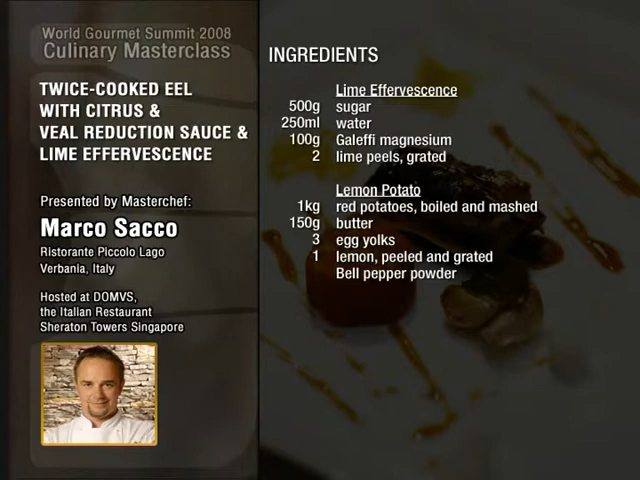 World Gourmet Summit 2008
Culinary Masterclass
TWICE-COOKED EEL
WITH CITRUS &
VEAL REDUCTION SAUCE &
LIME EFFERVESCENCE
Presented by Masterchef:
Marco Sacco
Ristorante Piccolo Lago
Verbania, Italy
Hosted at DOMVS,
the Italian Restaurant
Sheraton Towers Singapore
INGREDIENTS
Lime Effervescence
500g sugar
250ml water
100g Galeffi magnesium
2 lime peels, grated
Lemon Potato
1kg red potatoes, boiled and mashed
150g butter
3 egg yolks
1 lemon, peeled and grated
Bell pepper powder